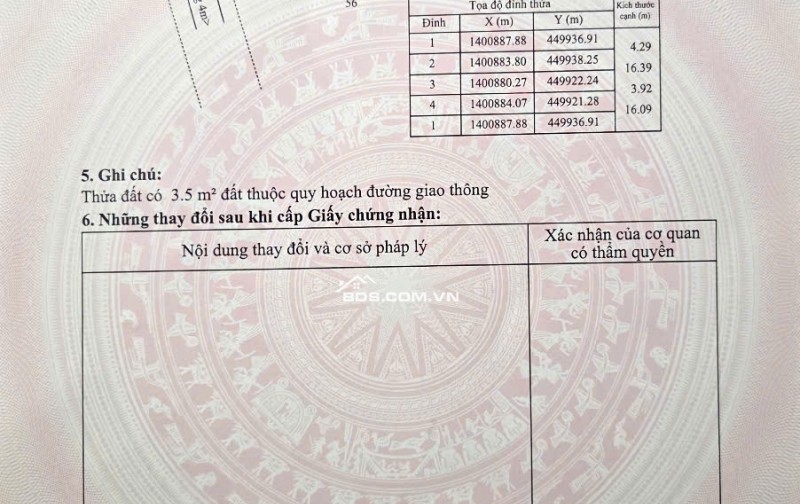 4m>
56
Tọa độ đỉnh thửa
Kích thước cạnh (m)
Đỉnh X (m) Y (m)
1 1400887.88 449936.91
4.29
2 1400883.80 449938.25
16.39
3 1400880.27 449922.24
3.92
4 1400884.07 449921.28
16.09
1 1400887.88 449936.91
5. Ghi chú:
Thửa đất có 3.5 m² đất thuộc quy hoạch đường giao thông
6. Những thay đổi sau khi cấp Giấy chứng nhận:
Nội dung thay đổi và cơ sở pháp lý
Xác nhận của cơ quan
có thẩm quyền
BDS.COM.VN